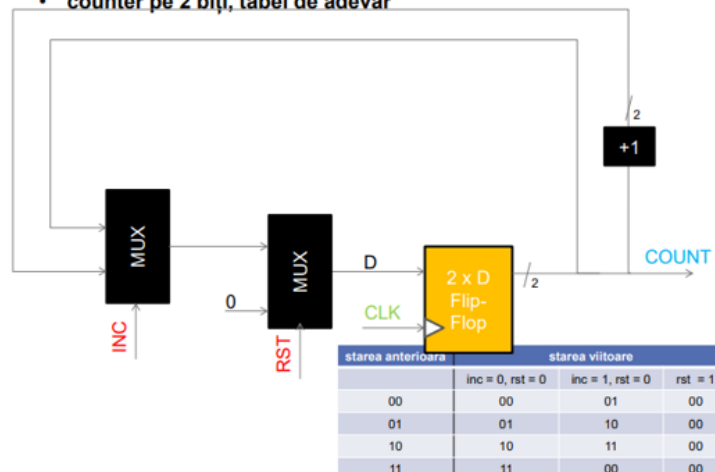 • counter pe 2 biți, tabel de adevăr
2
+1
MUX
MUX
D
2 x D
Flip-
Flop
2
COUNT
0
CLK
INC
RST
starea anterioara starea viitoare
inc = 0, rst = 0 inc = 1, rst = 0 rst = 1
00 00 01 00
01 01 10 00
10 10 11 00
11 11 00 00